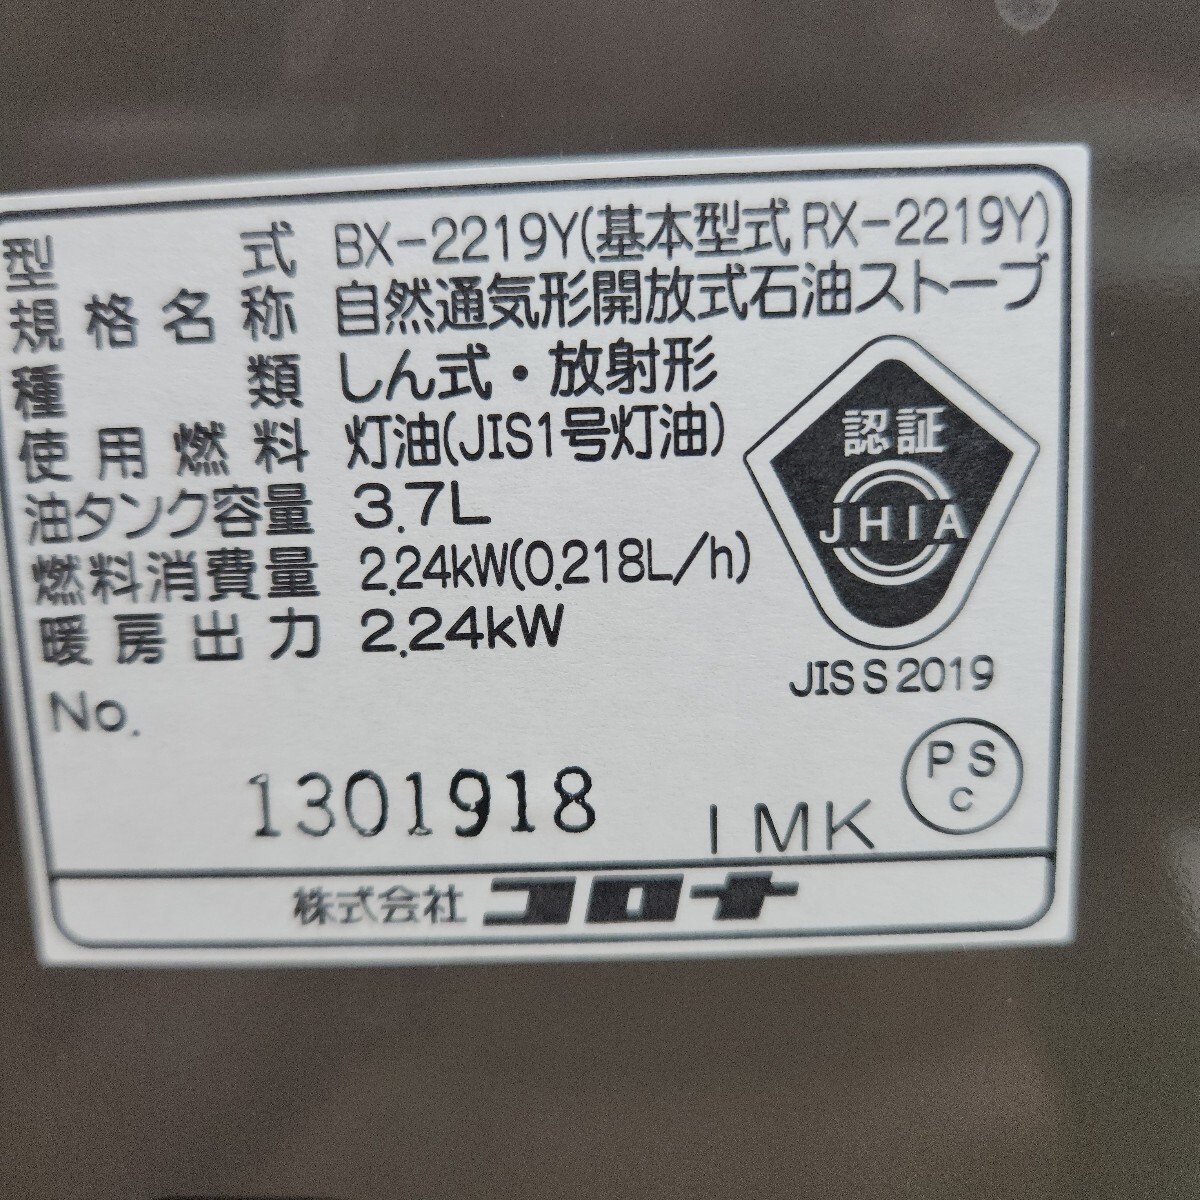 型式 BX-2219Y(基本型式 RX-2219Y)
規格名称 自然通気形開放式石油ストーブ
種類 しん式・放射形
使用燃料 灯油(JIS1号灯油)
油タンク容量 3.7L
燃料消費量 2.24kW(0.218L/h)
暖房出力 2.24kW
認証
JHIA
JIS S 2019
No.
1301918
IMK
PS
C
株式会社 コロナ